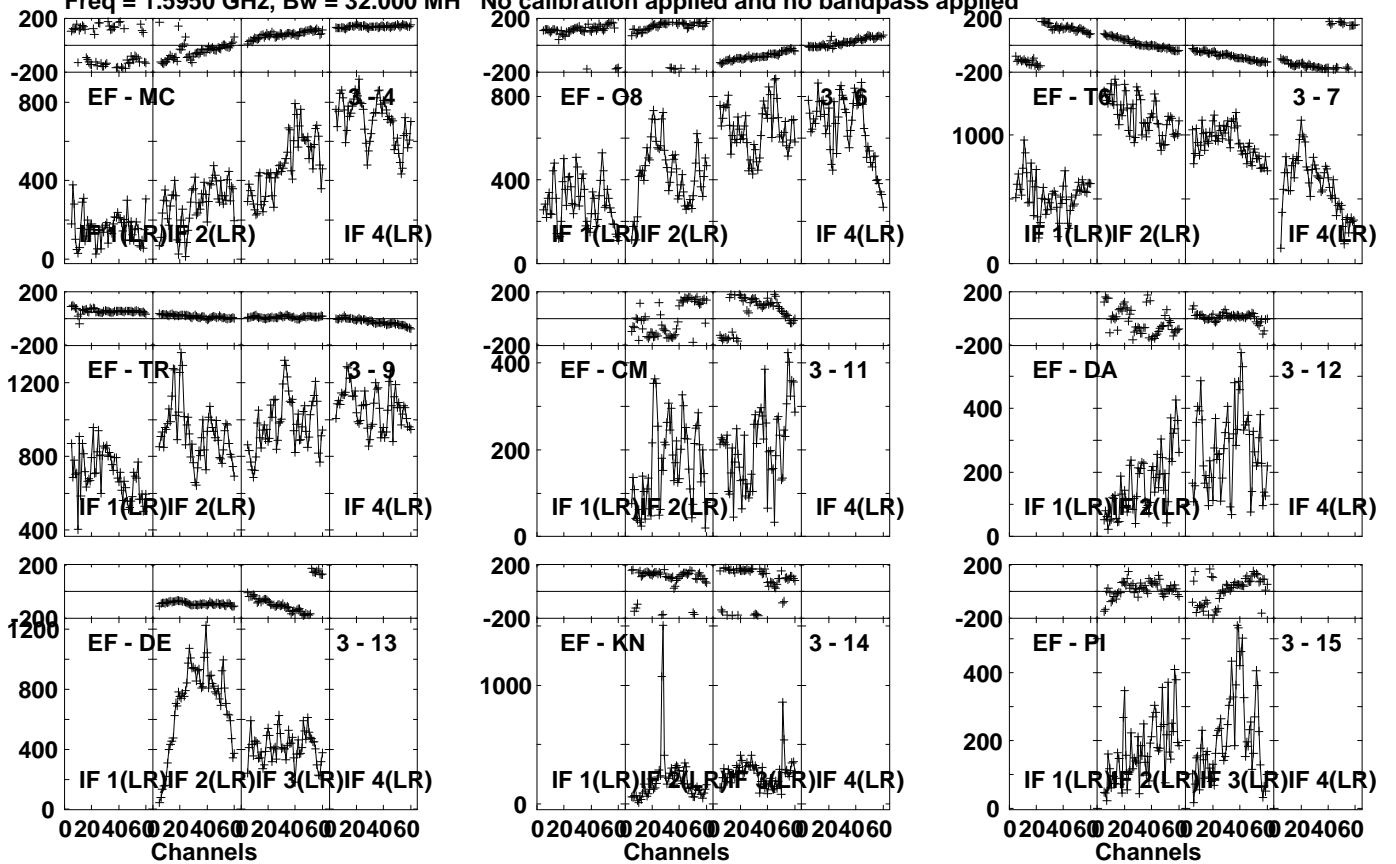 Freq = 1.5950 GHz, Bw = 32.000 MH No calibration applied and no bandpass applied
200 200 200
-200 -200 -200
EF - MC 3 - 4 EF - O8 3 - 6 EF - T6 3 - 7
800 800 1000
400 400
IF 1(LR) IF 2(LR) IF 4(LR) IF 1(LR) IF 2(LR) IF 4(LR) IF 1(LR) IF 2(LR) IF 4(LR)
0 0 0
200 200 200
-200 -200 -200
EF - TR 3 - 9 EF - CM 3 - 11 EF - DA 3 - 12
1200 400 400
800 200 200
IF 1(LR) IF 2(LR) IF 4(LR) IF 1(LR) IF 2(LR) IF 4(LR) IF 1(LR) IF 2(LR) IF 4(LR)
400 0 0
200 200 200
-200 -200 -200
1200 EF - DE 3 - 13 EF - KN 3 - 14 EF - PI 3 - 15
800 1000 400
400 200
IF 1(LR) IF 2(LR) IF 3(LR) IF 4(LR) IF 1(LR) IF 2(LR) IF 3(LR) IF 4(LR) IF 1(LR) IF 2(LR) IF 3(LR) IF 4(LR)
0 0 0
0 20 40 60 0 20 40 60 0 20 40 60 0 20 40 60 0 20 40 60 0 20 40 60 0 20 40 60 0 20 40 60 0 20 40 60 0 20 40 60 0 20 40 60 0 20 40 60
Channels Channels Channels